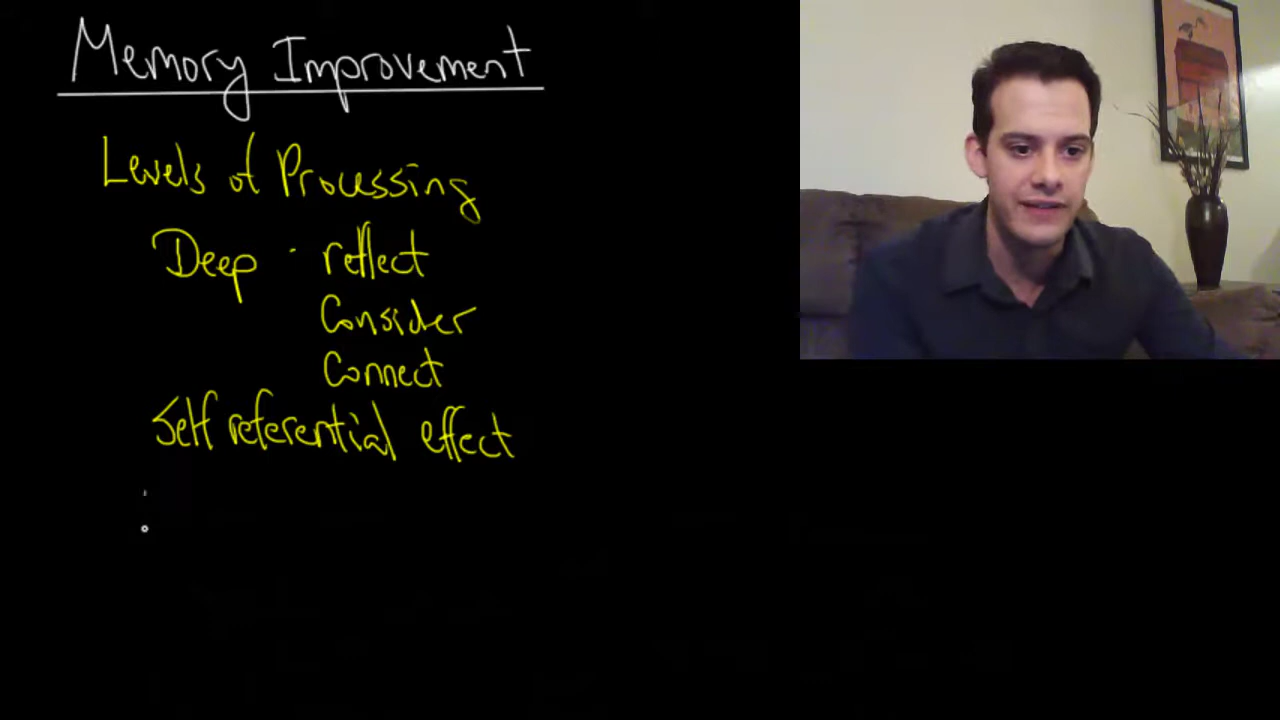 Memory Improvement
Levels of Processing
Deep · reflect
Consider
Connect
Self referential effect